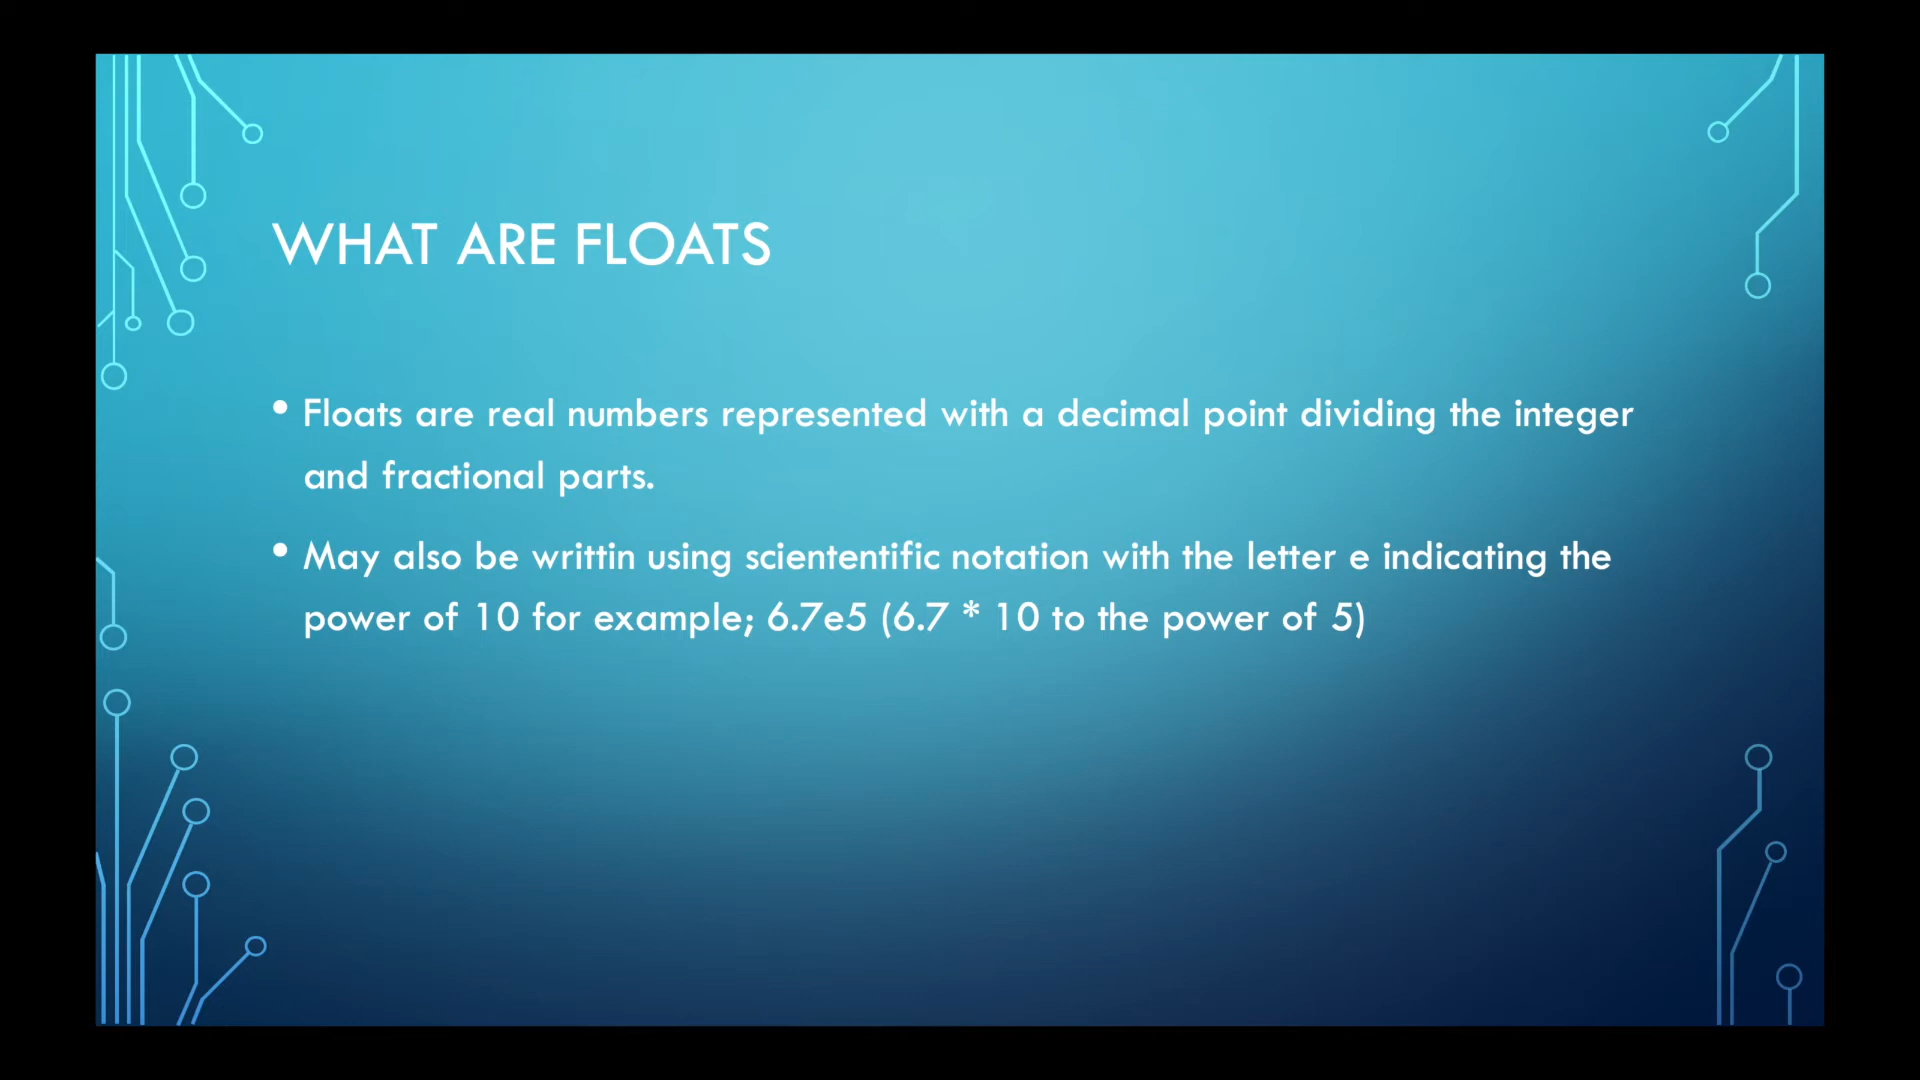 WHAT ARE FLOATS
• Floats are real numbers represented with a decimal point dividing the integer
and fractional parts.
• May also be writtin using sciententific notation with the letter e indicating the
power of 10 for example; 6.7e5 (6.7 * 10 to the power of 5)